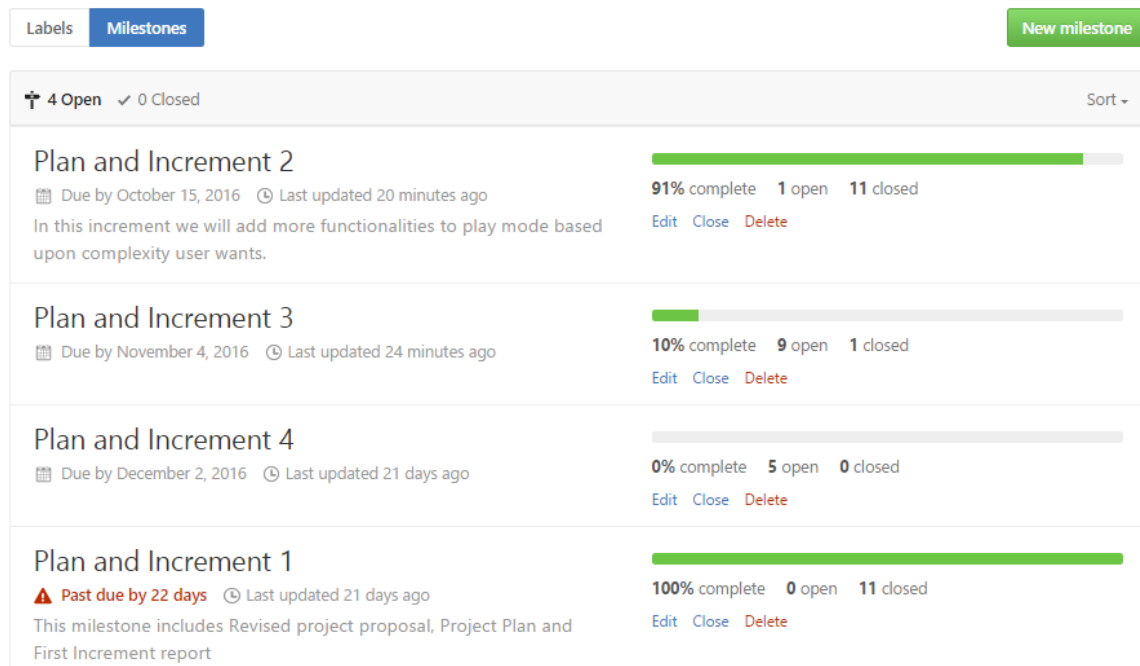 Labels Milestones New milestone
4 Open 0 Closed Sort
Plan and Increment 2
Due by October 15, 2016 Last updated 20 minutes ago
In this increment we will add more functionalities to play mode based
upon complexity user wants.
91% complete 1 open 11 closed
Edit Close Delete
Plan and Increment 3
Due by November 4, 2016 Last updated 24 minutes ago
10% complete 9 open 1 closed
Edit Close Delete
Plan and Increment 4
Due by December 2, 2016 Last updated 21 days ago
0% complete 5 open 0 closed
Edit Close Delete
Plan and Increment 1
Past due by 22 days Last updated 21 days ago
This milestone includes Revised project proposal, Project Plan and
First Increment report
100% complete 0 open 11 closed
Edit Close Delete